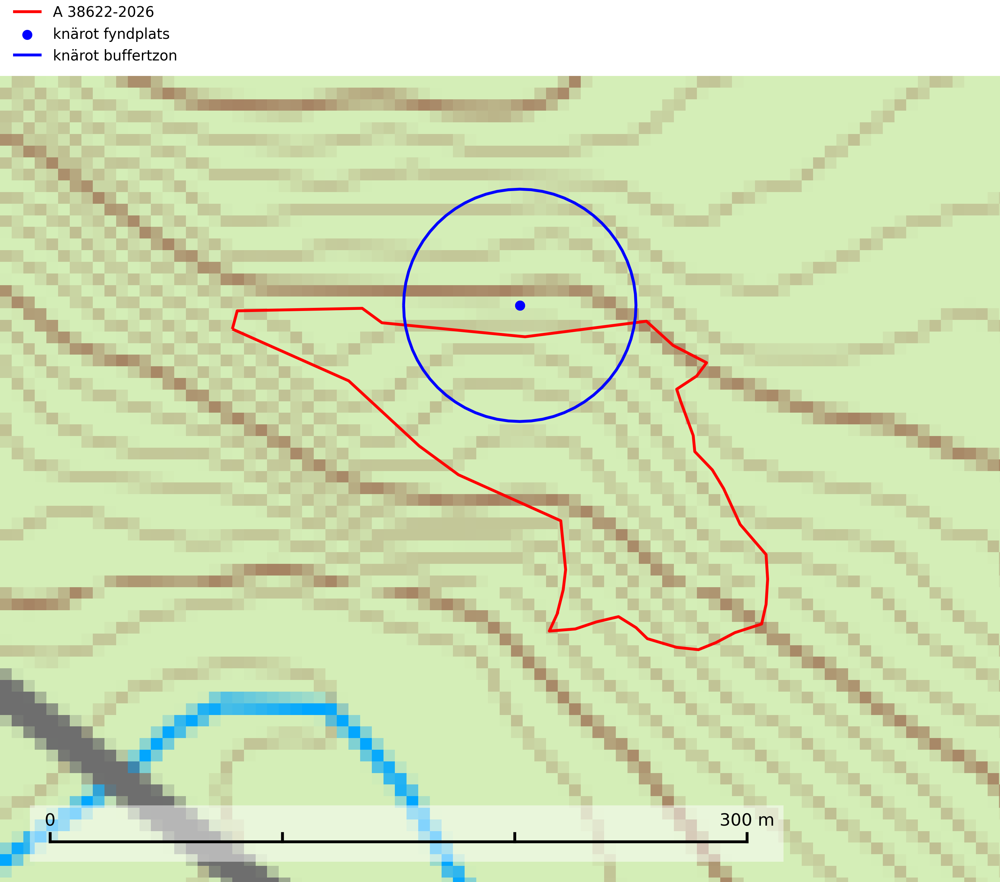 A 38622-2026
knärot fyndplats
knärot buffertzon
0 300 m